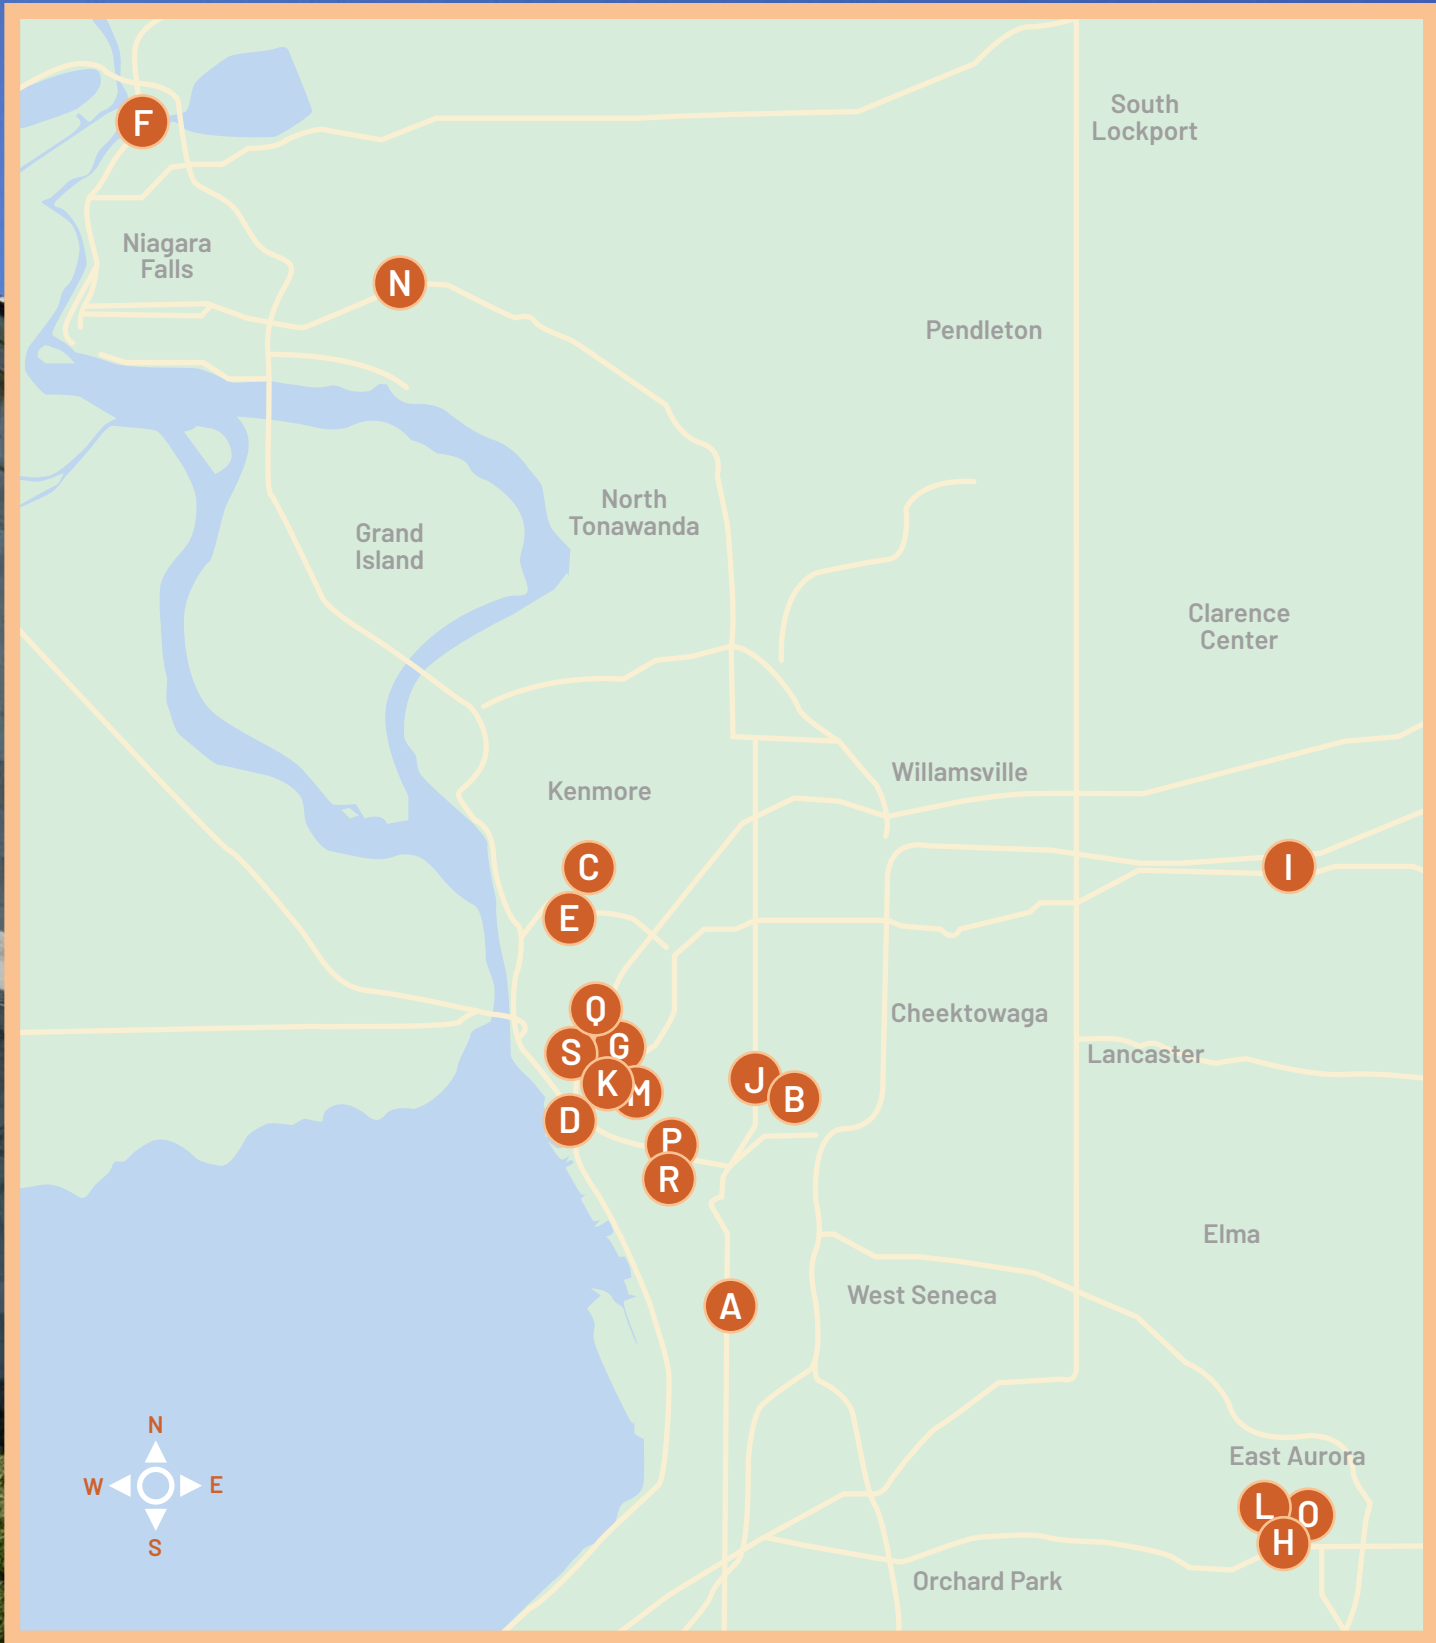 South
Lockport
F
Niagara
Falls
N
Pendleton
North
Tonawanda
Grand
Island
Clarence
Center
Willamsville
Kenmore
C
I
E
Q
Cheektowaga
S
G
Lancaster
J
K
M
B
D
P
R
Elma
West Seneca
A
N
W
E
S
East Aurora
L
O
H
Orchard Park